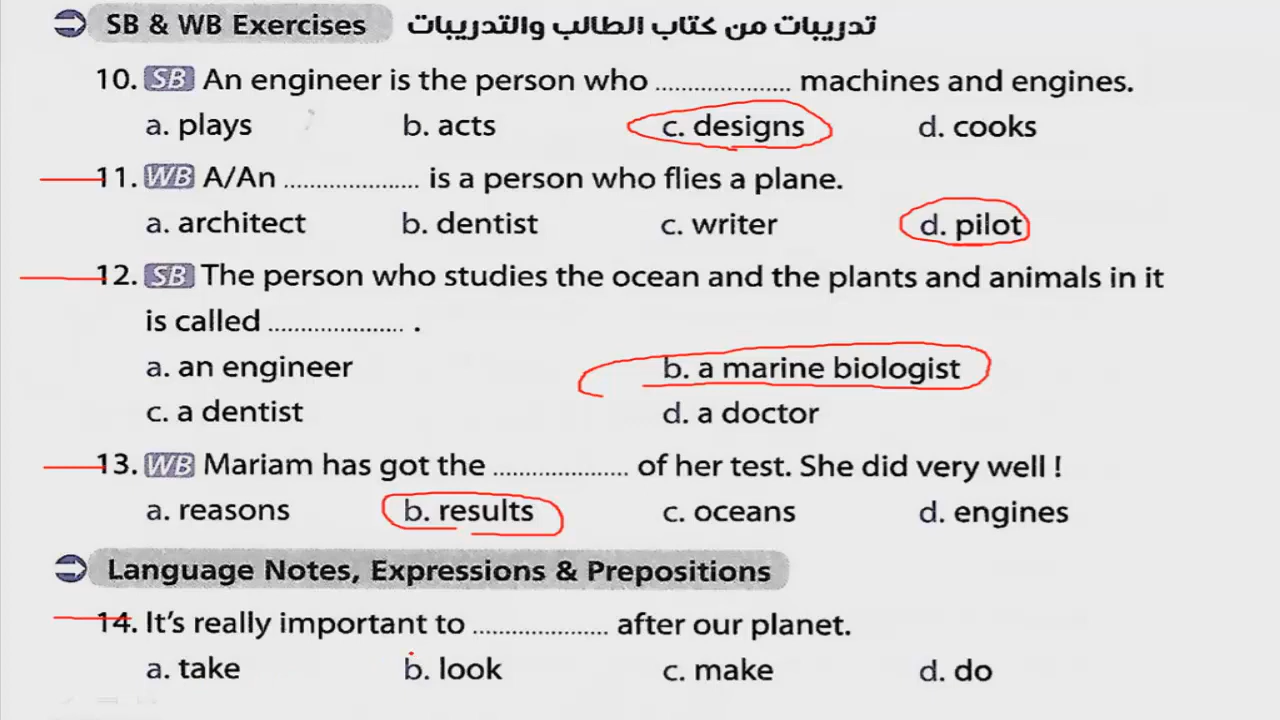 SB & WB Exercises تدريبات من كتاب الطالب والتدريبات
10. SB An engineer is the person who .................... machines and engines.
a. plays b. acts c. designs d. cooks
11. WB A/An .................... is a person who flies a plane.
a. architect b. dentist c. writer d. pilot
12. SB The person who studies the ocean and the plants and animals in it
is called .................... .
a. an engineer b. a marine biologist
c. a dentist d. a doctor
13. WB Mariam has got the .................... of her test. She did very well !
a. reasons b. results c. oceans d. engines
Language Notes, Expressions & Prepositions
14. It's really important to .................... after our planet.
a. take b. look c. make d. do